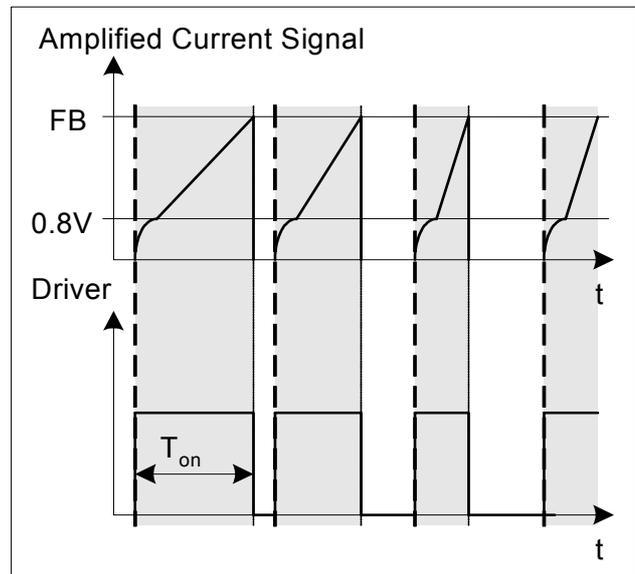 Amplified Current Signal
FB
0.8V
t
Driver
Ton
t